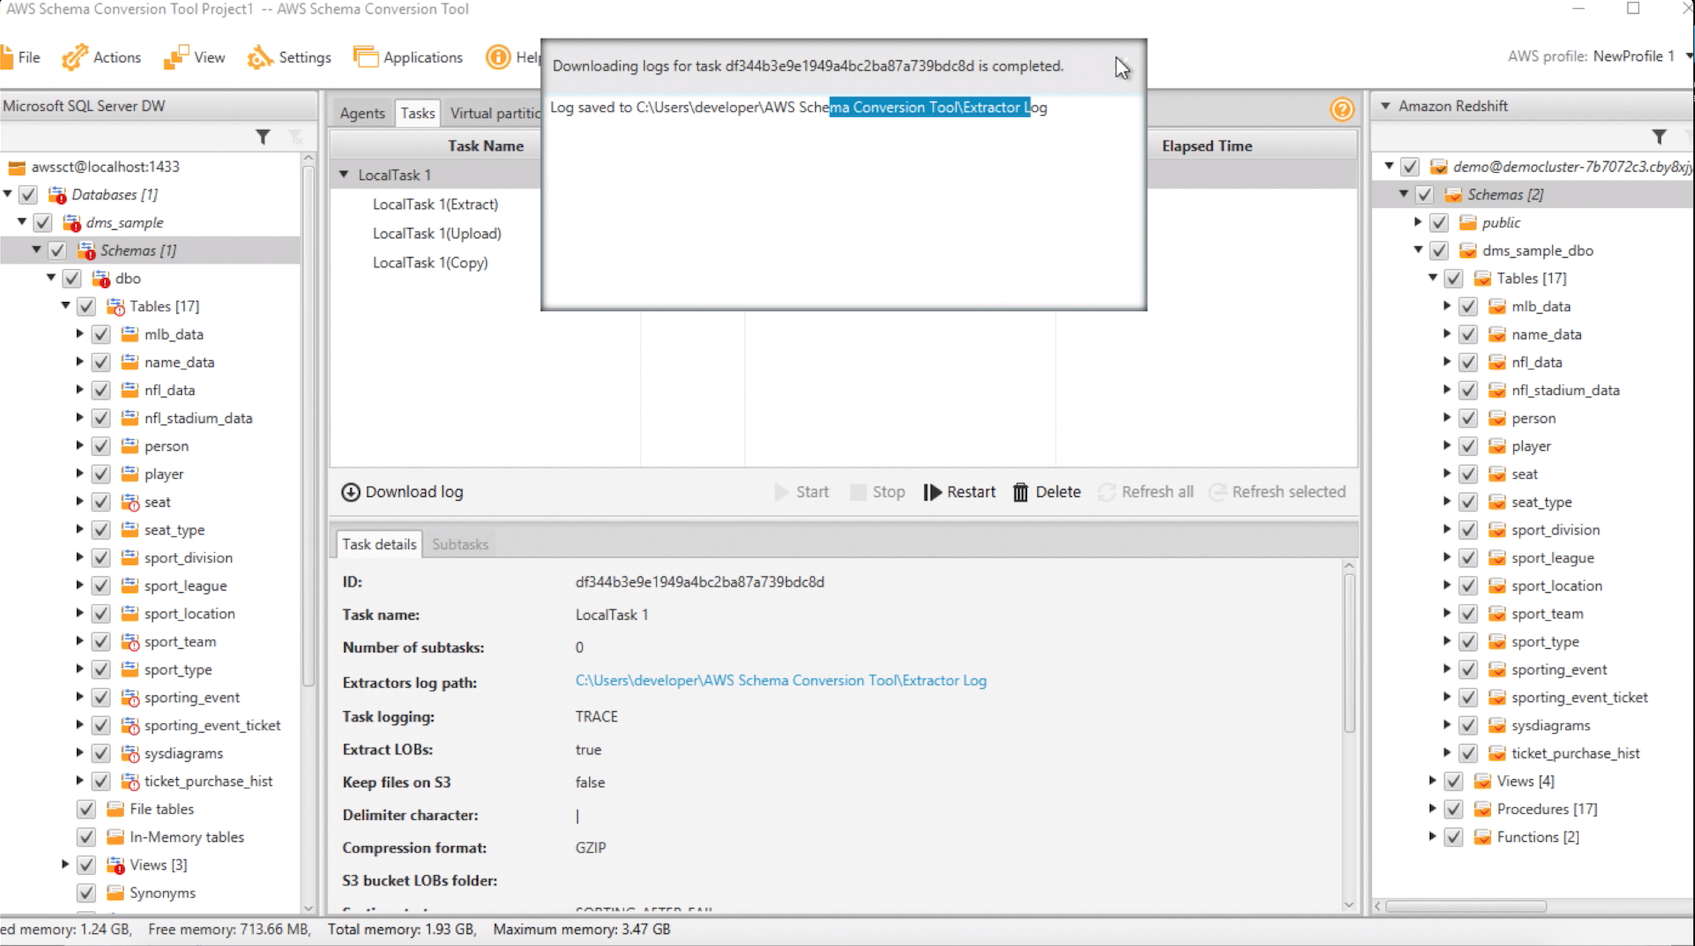 AWS Schema Conversion Tool Project1 -- AWS Schema Conversion Tool
File Actions View Settings Applications
AWS profile: NewProfile 1
Microsoft SQL Server DW
awssct@localhost:1433
Databases [1]
dms_sample
Schemas [1]
dbo
Tables [17]
mlb_data
name_data
nfl_data
nfl_stadium_data
person
player
seat
seat_type
sport_division
sport_league
sport_location
sport_team
sport_type
sporting_event
sporting_event_ticket
sysdiagrams
ticket_purchase_hist
File tables
In-Memory tables
Views [3]
Synonyms
Downloading logs for task df344b3e9e1949a4bc2ba87a739bdc8d is completed.
Log saved to C:\Users\developer\AWS Schema Conversion Tool\Extractor Log
Agents Tasks Virtual partitic
Task Name Elapsed Time
LocalTask 1
LocalTask 1(Extract)
LocalTask 1(Upload)
LocalTask 1(Copy)
Download log Start Stop Restart Delete Refresh all Refresh selected
Task details Subtasks
ID: df344b3e9e1949a4bc2ba87a739bdc8d
Task name: LocalTask 1
Number of subtasks: 0
Extractors log path: C:\Users\developer\AWS Schema Conversion Tool\Extractor Log
Task logging: TRACE
Extract LOBs: true
Keep files on S3 false
Delimiter character: |
Compression format: GZIP
S3 bucket LOBs folder:
Amazon Redshift
demo@democluster-7b7072c3.cby8xjy
Schemas [2]
public
dms_sample_dbo
Tables [17]
mlb_data
name_data
nfl_data
nfl_stadium_data
person
player
seat
seat_type
sport_division
sport_league
sport_location
sport_team
sport_type
sporting_event
sporting_event_ticket
sysdiagrams
ticket_purchase_hist
Views [4]
Procedures [17]
Functions [2]
ed memory: 1.24 GB, Free memory: 713.66 MB, Total memory: 1.93 GB, Maximum memory: 3.47 GB